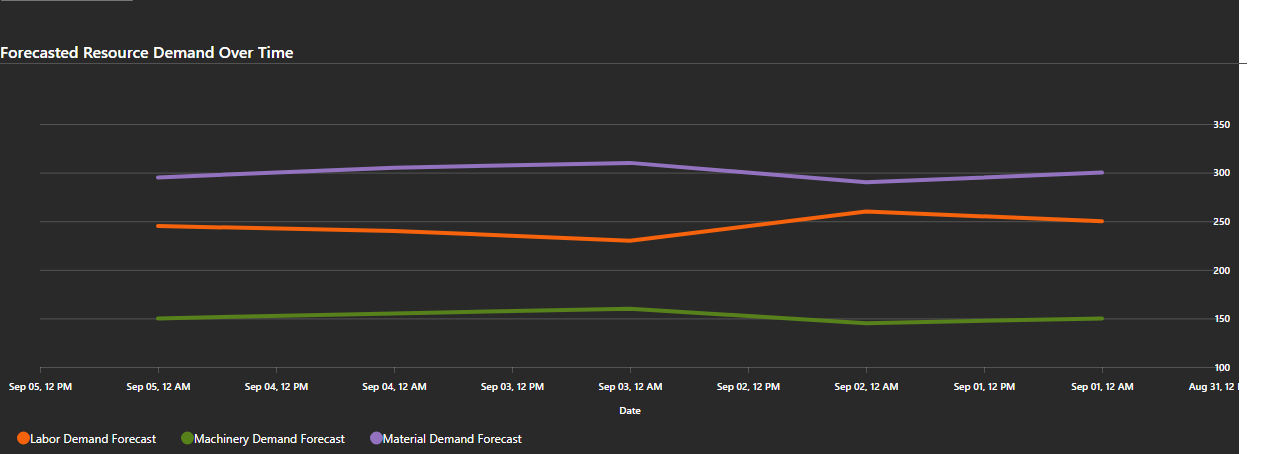 Forecasted Resource Demand Over Time
350
300
250
200
150
100
Sep 05, 12 PM Sep 05, 12 AM Sep 04, 12 PM Sep 04, 12 AM Sep 03, 12 PM Sep 03, 12 AM Sep 02, 12 PM Sep 02, 12 AM Sep 01, 12 PM Sep 01, 12 AM Aug 31, 12
Date
Labor Demand Forecast Machinery Demand Forecast Material Demand Forecast